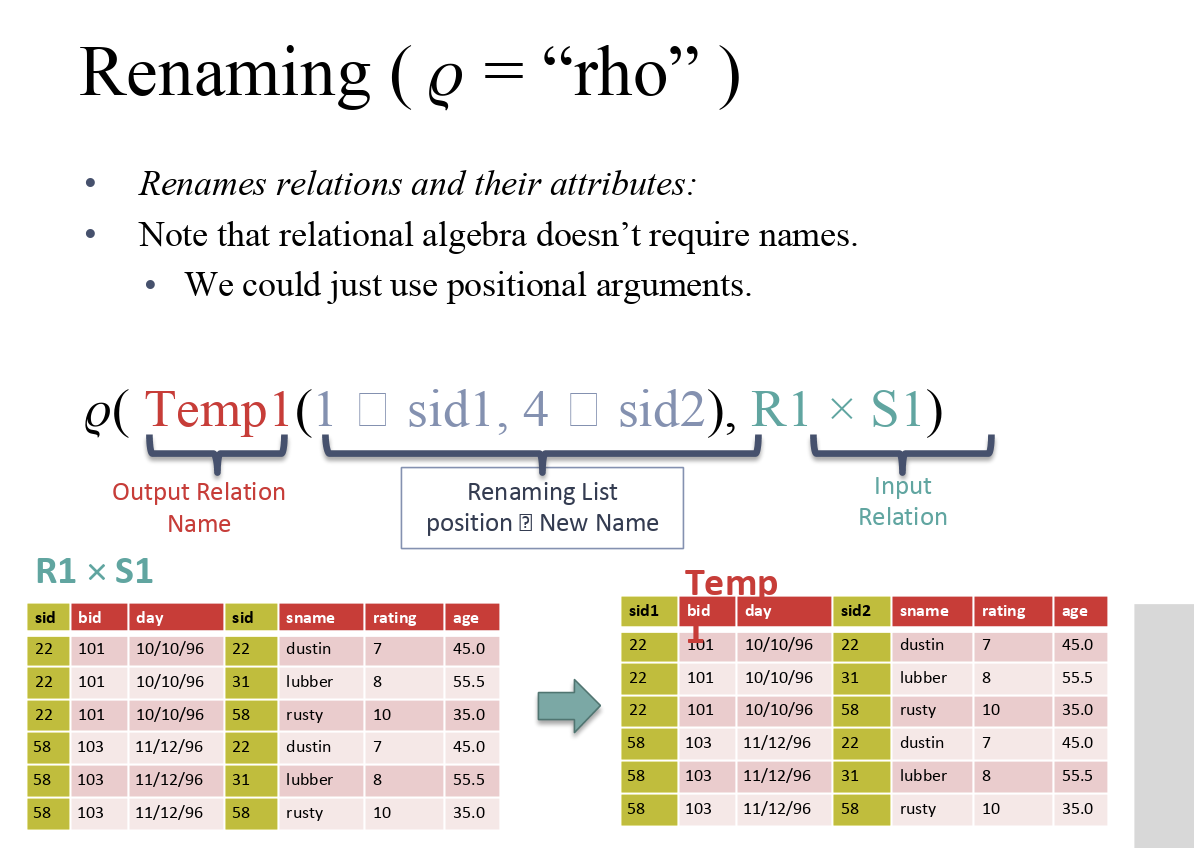 Renaming ( ϱ = “rho” )
• Renames relations and their attributes:
• Note that relational algebra doesn’t require names.
• We could just use positional arguments.
ϱ( Temp1(1 □ sid1, 4 □ sid2), R1 × S1)
Output Relation
Name
Renaming List
position ⍰ New Name
Input
Relation
R1 × S1
sid bid day sid sname rating age
22 101 10/10/96 22 dustin 7 45.0
22 101 10/10/96 31 lubber 8 55.5
22 101 10/10/96 58 rusty 10 35.0
58 103 11/12/96 22 dustin 7 45.0
58 103 11/12/96 31 lubber 8 55.5
58 103 11/12/96 58 rusty 10 35.0
Temp
1
sid1 bid day sid2 sname rating age
22 101 10/10/96 22 dustin 7 45.0
22 101 10/10/96 31 lubber 8 55.5
22 101 10/10/96 58 rusty 10 35.0
58 103 11/12/96 22 dustin 7 45.0
58 103 11/12/96 31 lubber 8 55.5
58 103 11/12/96 58 rusty 10 35.0